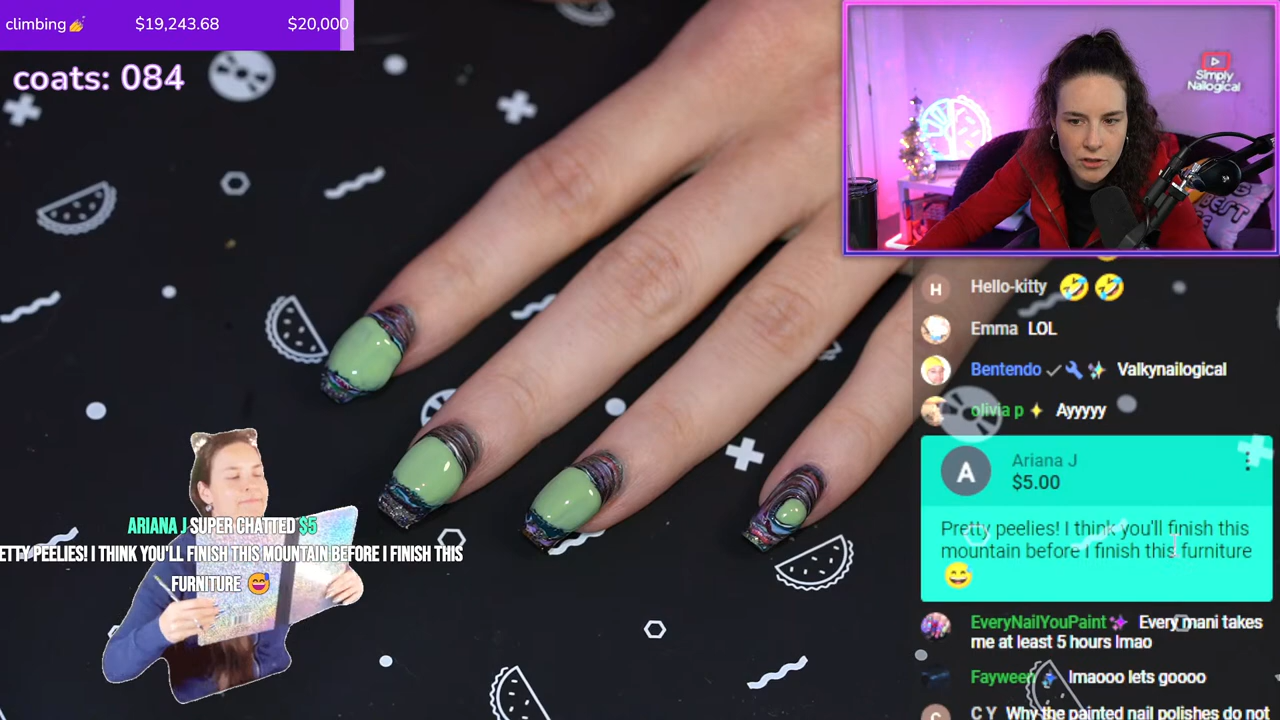 climbing💅 $19,243.68 $20,000
coats: 084
Simply
Nailogical
Hello-kitty 🤣 🤣
Emma LOL
Bentendo Valkynailogical
olivia p Ayyyyy
A
Ariana J
$5.00
Pretty peelies! I think you'll finish this
mountain before I finish this furniture
😅
EveryNailYouPaint Every mani takes
me at least 5 hours lmao
Fayween lmaooo lets goooo
C Y Why the painted nail polishes do not
ARIANA J SUPER CHATTED $5
ETTY PEELIES! I THINK YOU'LL FINISH THIS MOUNTAIN BEFORE I FINISH THIS
FURNITURE 😅